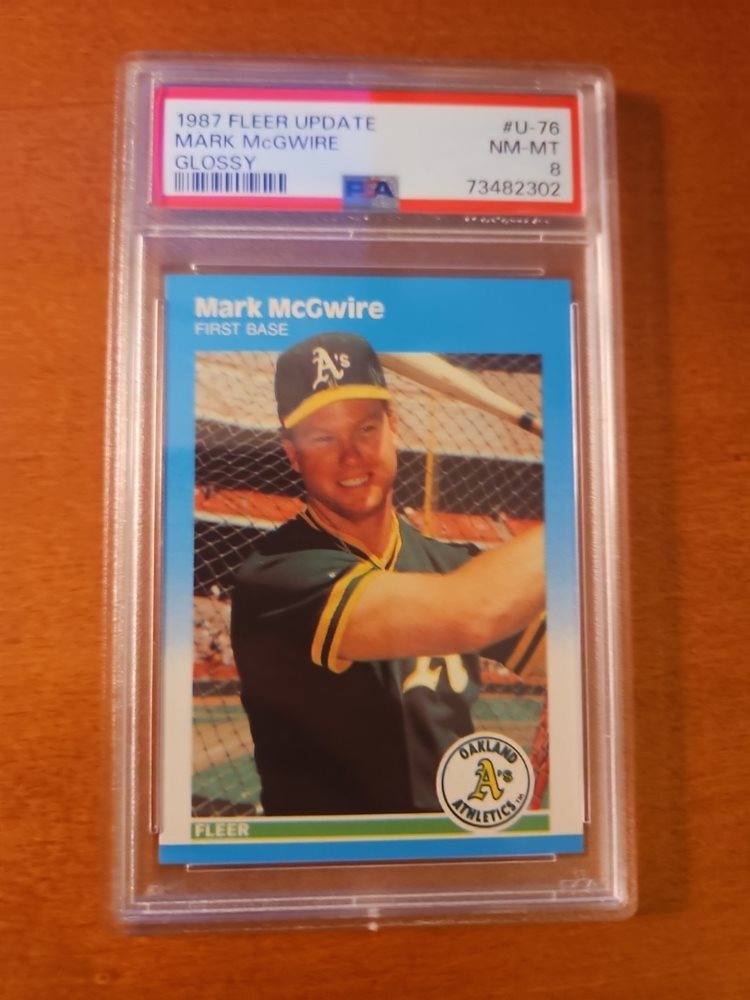 1987 FLEER UPDATE #U-76
MARK McGWIRE NM-MT
GLOSSY 8
PSA 73482302
Mark McGwire
FIRST BASE
A's
A
OAKLAND
A's
ATHLETICS TM
FLEER